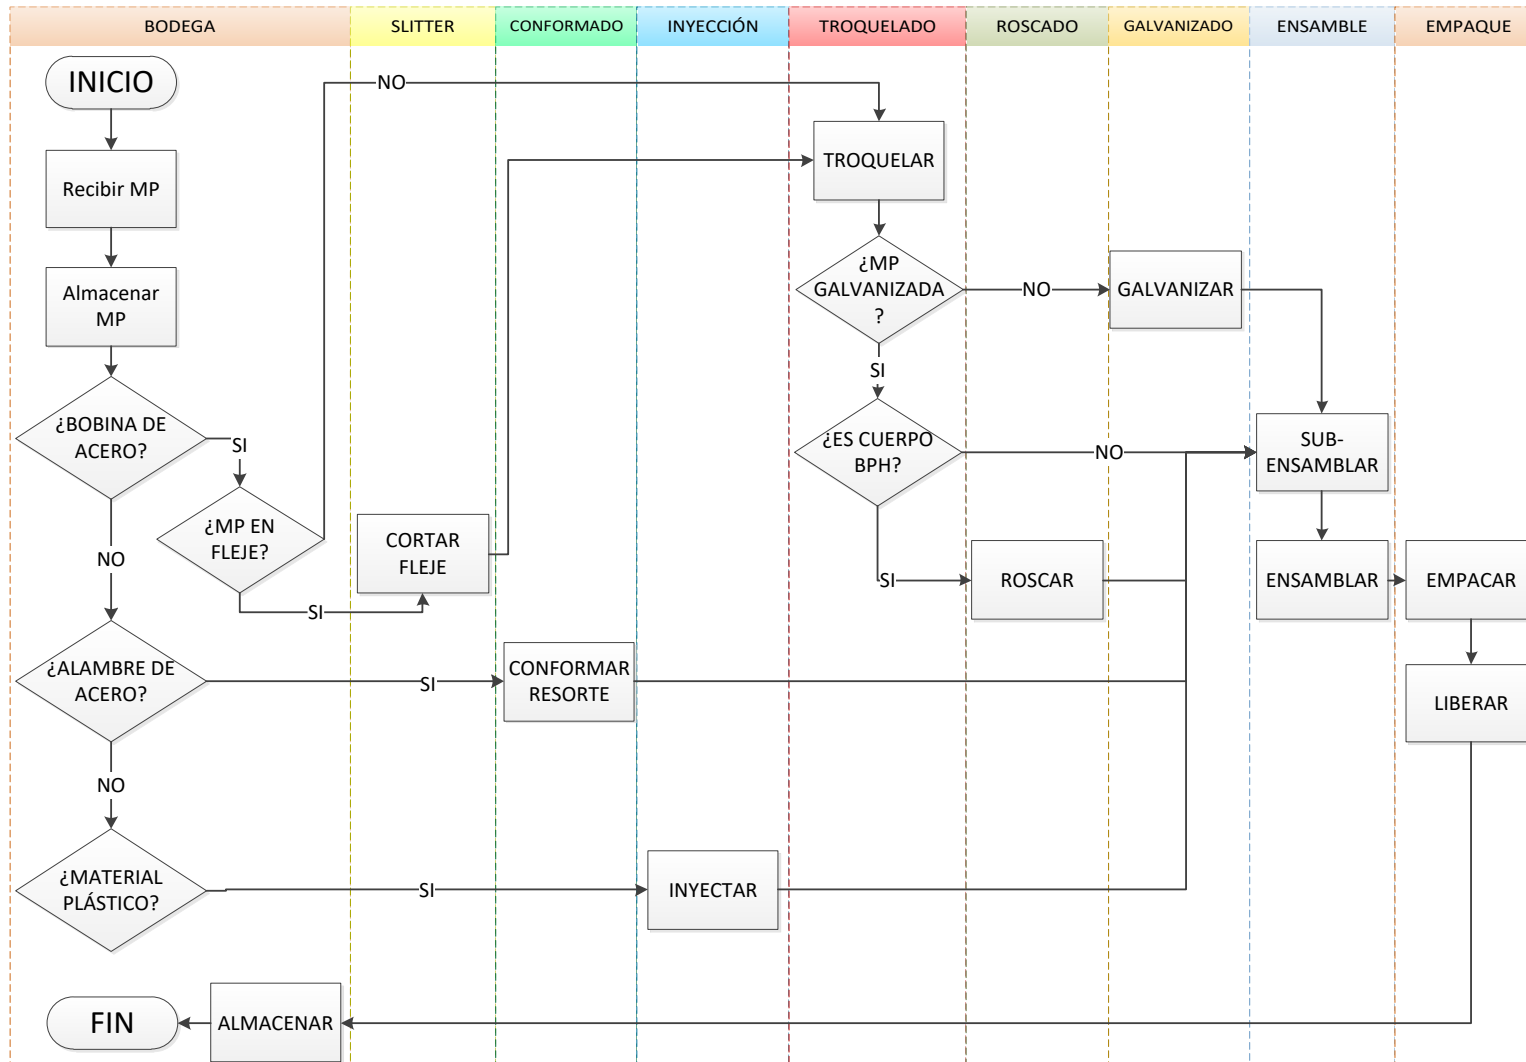 BODEGA
SLITTER
CONFORMADO
INYECCIÓN
TROQUELADO
ROSCADO
GALVANIZADO
ENSAMBLE
EMPAQUE
INICIO
NO
Recibir MP
TROQUELAR
Almacenar
MP
¿MP
GALVANIZADA
?
NO
GALVANIZAR
SI
¿BOBINA DE
ACERO?
SI
¿ES CUERPO
BPH?
NO
SUB-
ENSAMBLAR
¿MP EN
FLEJE?
CORTAR
FLEJE
NO
SI
SI
ROSCAR
ENSAMBLAR
EMPACAR
¿ALAMBRE DE
ACERO?
SI
CONFORMAR
RESORTE
LIBERAR
NO
¿MATERIAL
PLÁSTICO?
SI
INYECTAR
FIN
ALMACENAR